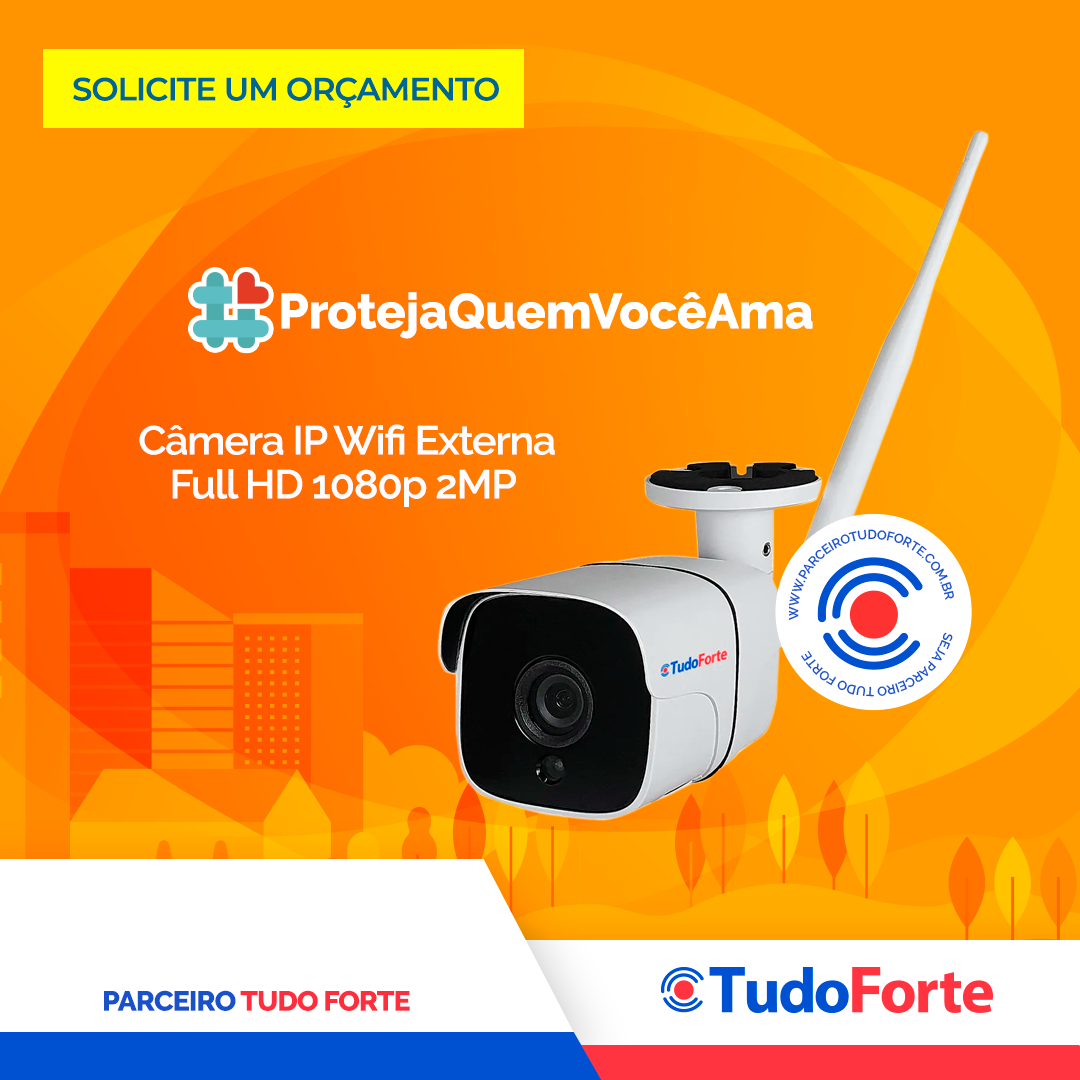 SOLICITE UM ORÇAMENTO
#ProtejaQuemVocêAma
Câmera IP Wifi Externa
Full HD 1080p 2MP
WWW.PARCEIROTUDOFORTE.COM.BR
SEJA PARCEIRO TUDO FORTE
TudoForte
PARCEIRO TUDO FORTE
TudoForte